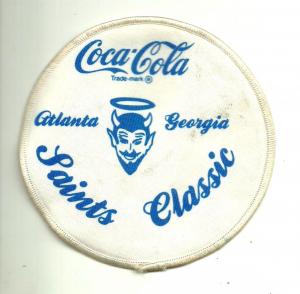 Coca-Cola
Trade-mark ®
Atlanta Georgia
Saints Classic